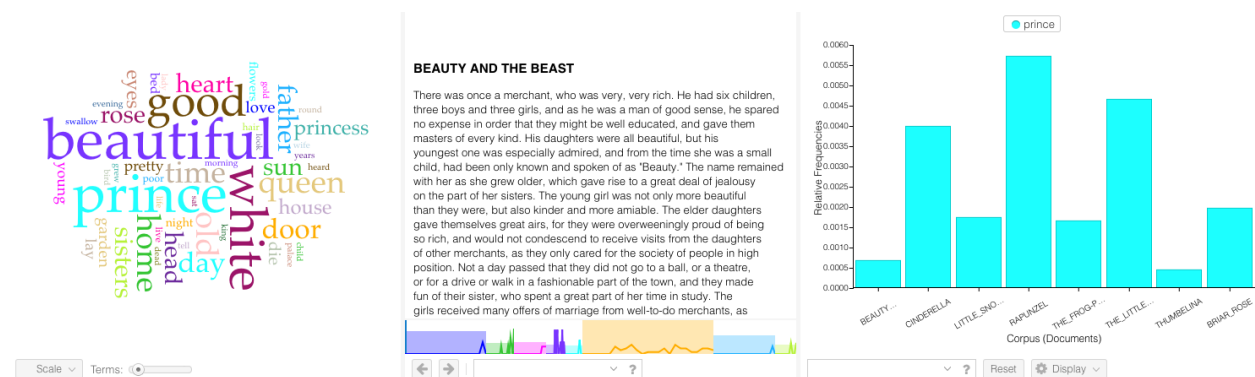 eyes
bed
lady
heart
flowers
gold
father
evening
rose
good
love
round
swallow
hair
princess
beautiful
look
wife
years
young
grew
bird
pretty
poor
time
morning
sun
heard
queen
prince
life
sat
white
house
garden
lay
sisters
home
live
dead
night
head
tell
old
day
king
door
die
palace
child
Scale
Terms:
BEAUTY AND THE BEAST
There was once a merchant, who was very, very rich. He had six children,
three boys and three girls, and as he was a man of good sense, he spared
no expense in order that they might be well educated, and gave them
masters of every kind. His daughters were all beautiful, but his
youngest one was especially admired, and from the time she was a small
child, had been only known and spoken of as "Beauty." The name remained
with her as she grew older, which gave rise to a great deal of jealousy
on the part of her sisters. The young girl was not only more beautiful
than they were, but also kinder and more amiable. The elder daughters
gave themselves great airs, for they were overweeningly proud of being
so rich, and would not condescend to receive visits from the daughters
of other merchants, as they only cared for the society of people in high
position. Not a day passed that they did not go to a ball, or a theatre,
or for a drive or walk in a fashionable part of the town, and they made
fun of their sister, who spent a great part of her time in study. The
girls received many offers of marriage from well-to-do merchants, as
?
prince
Relative Frequencies
0.0060
0.0055
0.0050
0.0045
0.0040
0.0035
0.0030
0.0025
0.0020
0.0015
0.0010
0.0005
0.0000
BEAUTY…
CINDERELLA
LITTLE_SNO…
RAPUNZEL
THE_FROG-P…
THE_LITTLE…
THUMBELINA
BRIAR_ROSE
Corpus (Documents)
?
Reset
Display